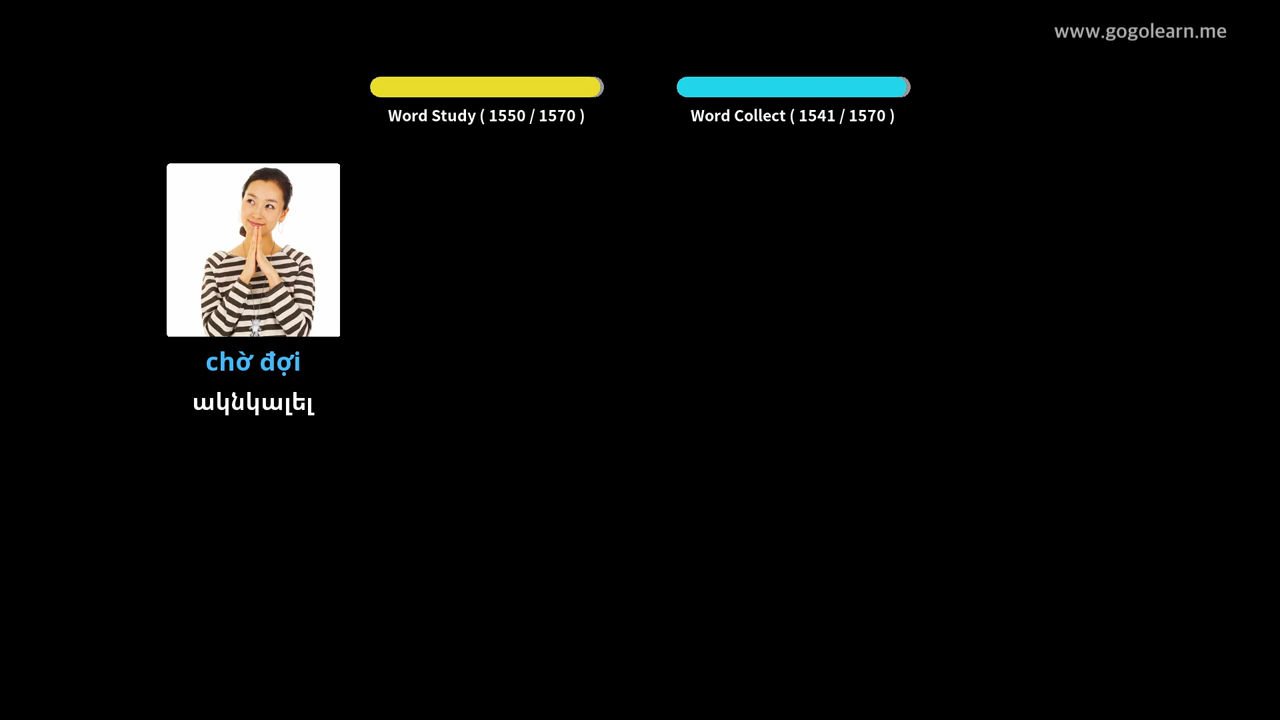 www.gogolearn.me
Word Study ( 1550 / 1570 )
Word Collect ( 1541 / 1570 )
chờ đợi
ակնկալել